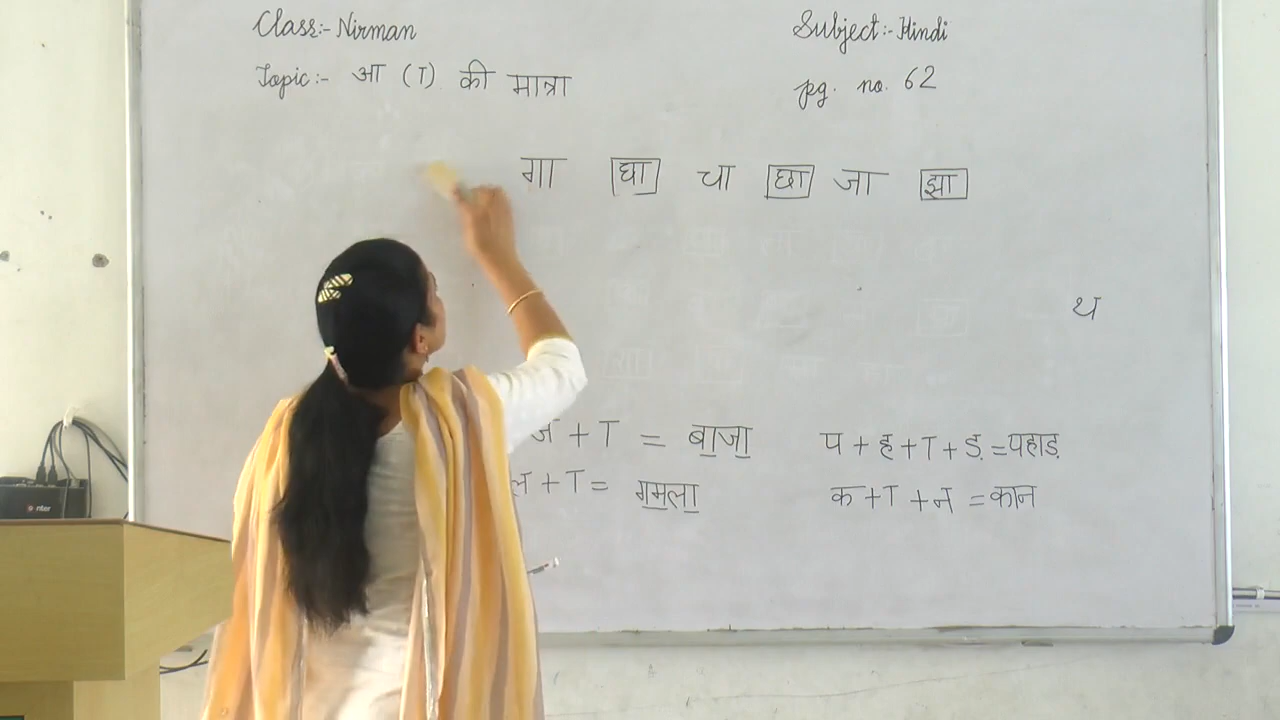 Class:- Nirman
Subject:- Hindi
Topic:- आ (ा) की मात्रा
pg. no. 62
गा घा चा छा जा झा
थ
ज + ा = बाजा
प + ह + ा + ड़ = पहाड़
ल + ा = गमला
क + ा + न = कान